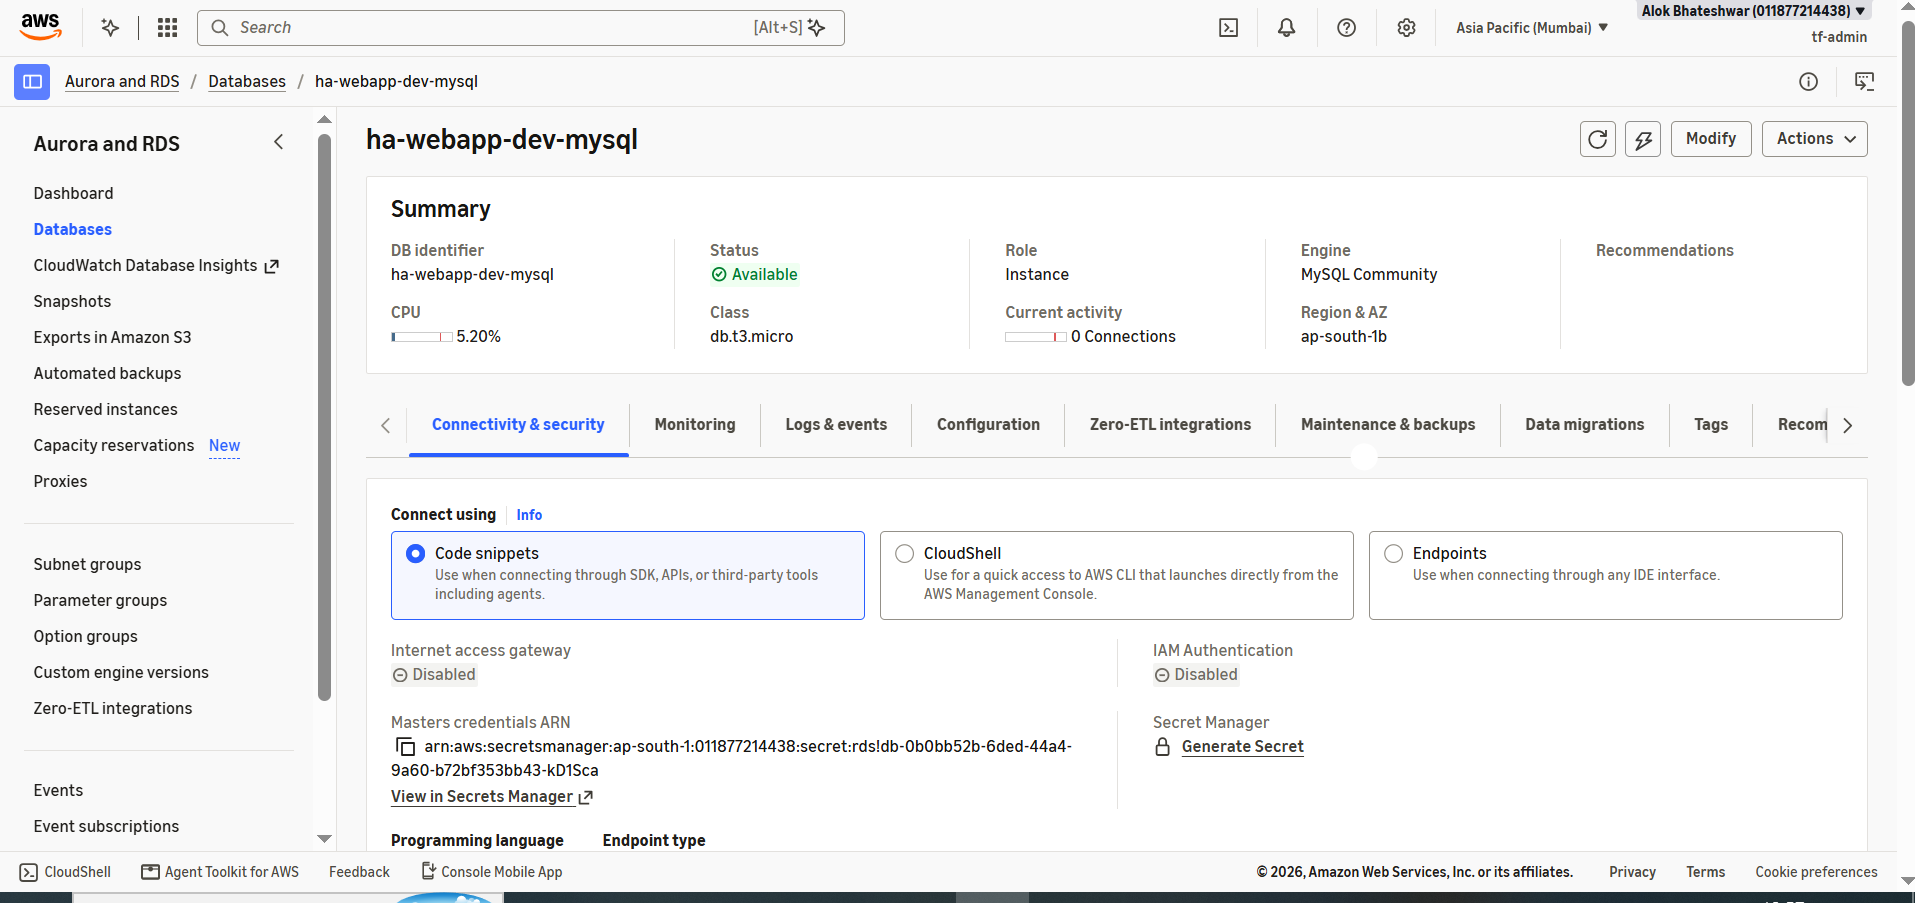 aws
Search
[Alt+S]
Asia Pacific (Mumbai)
Alok Bhateshwar (011877214438)
tf-admin
Aurora and RDS / Databases / ha-webapp-dev-mysql
Aurora and RDS
Dashboard
Databases
CloudWatch Database Insights
Snapshots
Exports in Amazon S3
Automated backups
Reserved instances
Capacity reservations New
Proxies
Subnet groups
Parameter groups
Option groups
Custom engine versions
Zero-ETL integrations
Events
Event subscriptions
ha-webapp-dev-mysql
Modify
Actions
Summary
DB identifier
ha-webapp-dev-mysql
Status
Available
Role
Instance
Engine
MySQL Community
Recommendations
CPU
5.20%
Class
db.t3.micro
Current activity
0 Connections
Region & AZ
ap-south-1b
Connectivity & security
Monitoring
Logs & events
Configuration
Zero-ETL integrations
Maintenance & backups
Data migrations
Tags
Recom
Connect using Info
Code snippets
Use when connecting through SDK, APIs, or third-party tools
including agents.
CloudShell
Use for a quick access to AWS CLI that launches directly from the
AWS Management Console.
Endpoints
Use when connecting through any IDE interface.
Internet access gateway
Disabled
IAM Authentication
Disabled
Masters credentials ARN
arn:aws:secretsmanager:ap-south-1:011877214438:secret:rds!db-0b0bb52b-6ded-44a4-
9a60-b72bf353bb43-kD1Sca
View in Secrets Manager
Secret Manager
Generate Secret
Programming language
Endpoint type
CloudShell
Agent Toolkit for AWS
Feedback
Console Mobile App
© 2026, Amazon Web Services, Inc. or its affiliates.
Privacy
Terms
Cookie preferences